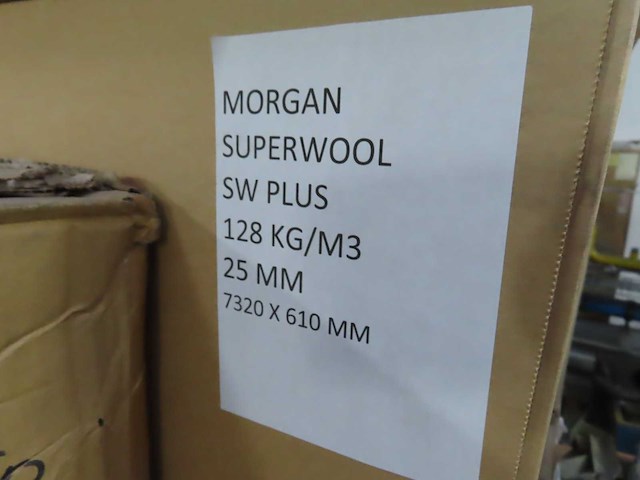 MORGAN
SUPERWOOL
SW PLUS
128 KG/M3
25 MM
7320 X 610 MM